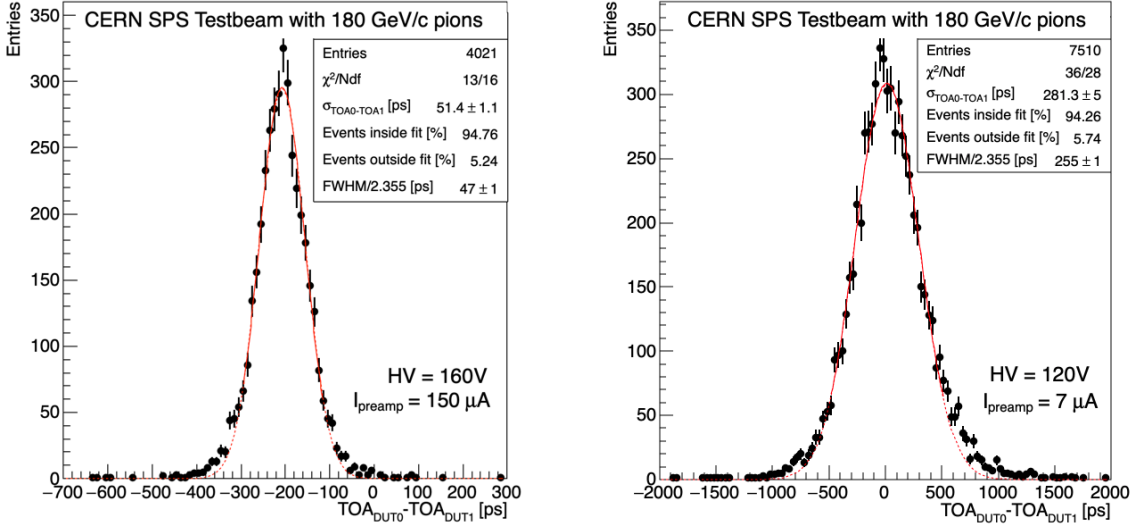 CERN SPS Testbeam with 180 GeV/c pions
Entries
350
300
250
200
150
100
50
0
Entries 4021
χ²/Ndf 13/16
σTOA0-TOA1 [ps] 51.4 ± 1.1
Events inside fit [%] 94.76
Events outside fit [%] 5.24
FWHM/2.355 [ps] 47 ± 1
HV = 160V
Ipreamp = 150 μA
−700 −600 −500 −400 −300 −200 −100 0 100 200 300
TOADUT0-TOADUT1 [ps]
CERN SPS Testbeam with 180 GeV/c pions
Entries
350
300
250
200
150
100
50
0
Entries 7510
χ²/Ndf 36/28
σTOA0-TOA1 [ps] 281.3 ± 5
Events inside fit [%] 94.26
Events outside fit [%] 5.74
FWHM/2.355 [ps] 255 ± 1
HV = 120V
Ipreamp = 7 μA
−2000 −1500 −1000 −500 0 500 1000 1500 2000
TOADUT0-TOADUT1 [ps]